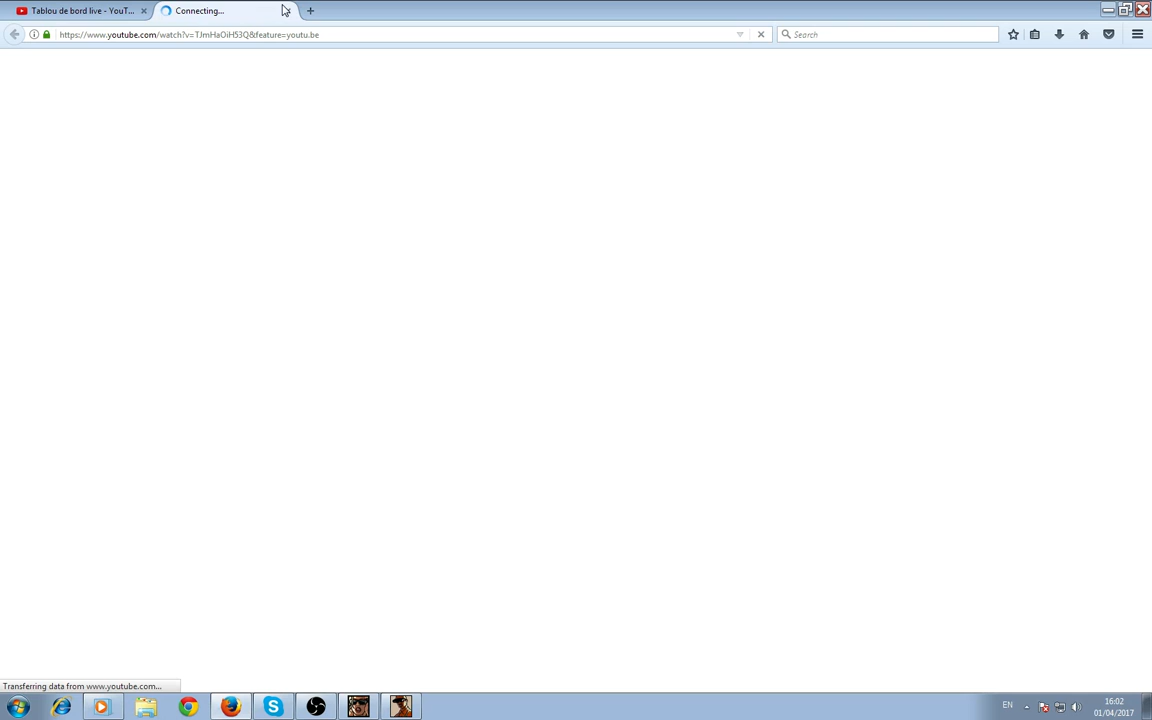 Tablou de bord live - YouT...
Connecting...
https://www.youtube.com/watch?v=TJmHaOiH53Q&feature=youtu.be
Search
Transferring data from www.youtube.com...
EN
16:02
01/04/2017